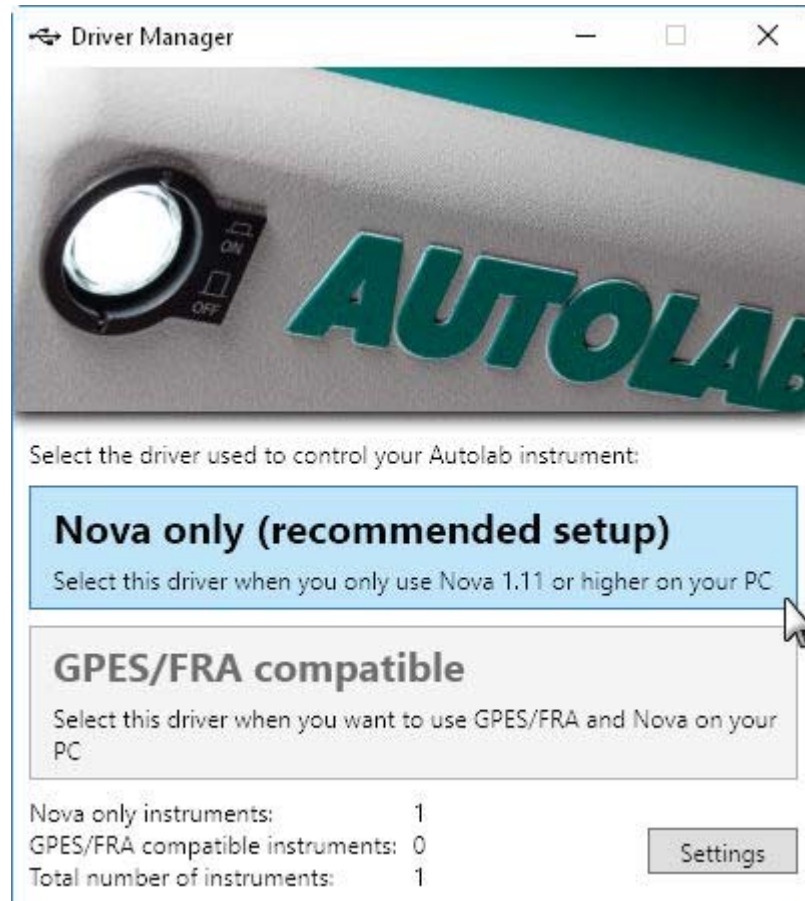 Driver Manager
ON
OFF
AUTOLAB
Select the driver used to control your Autolab instrument:
Nova only (recommended setup)
Select this driver when you only use Nova 1.11 or higher on your PC
GPES/FRA compatible
Select this driver when you want to use GPES/FRA and Nova on your
PC
Nova only instruments: 1
GPES/FRA compatible instruments: 0
Total number of instruments: 1
Settings